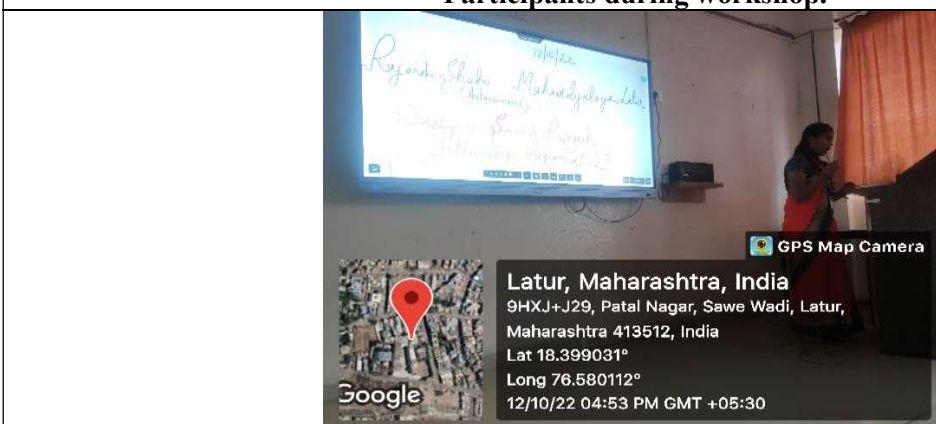 Participants during workshop.
12/10/22
Rajarshi Shahu Mahavidyalaya, Latur
(Autonomous)
Research
GPS Map Camera
Latur, Maharashtra, India
9HXJ+J29, Patal Nagar, Sawe Wadi, Latur,
Maharashtra 413512, India
Lat 18.399031°
Long 76.580112°
12/10/22 04:53 PM GMT +05:30
Google